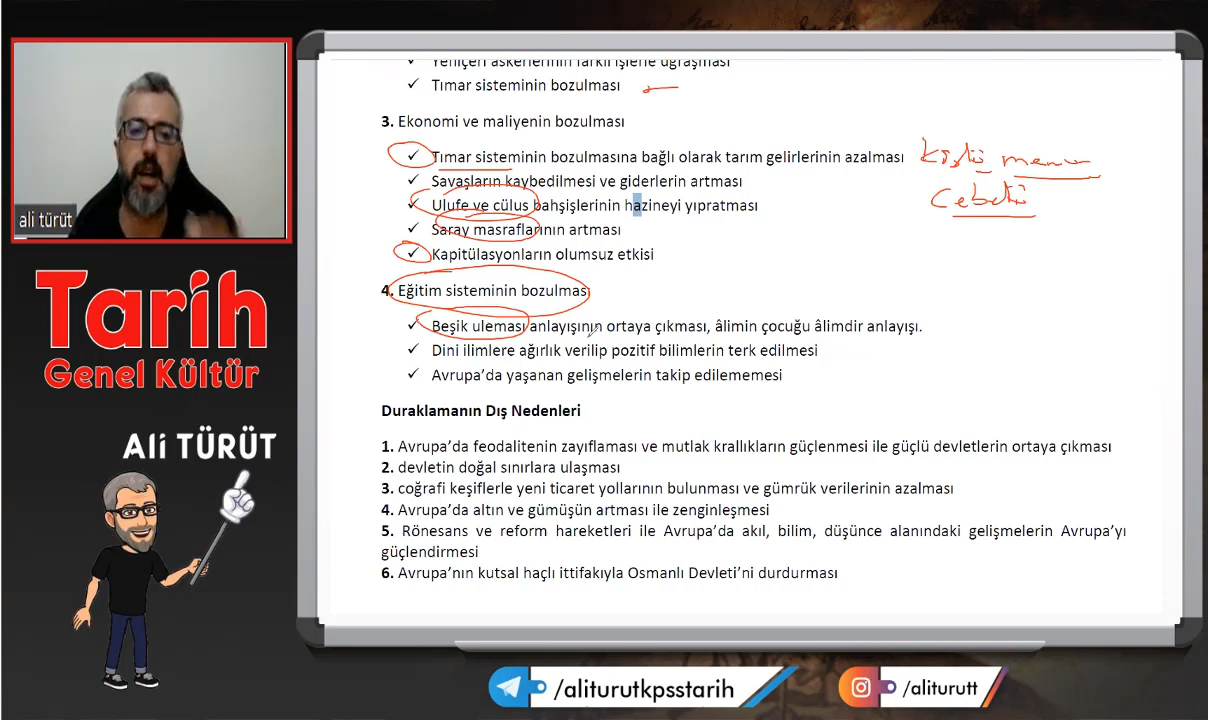 ali türüt
Tarih
Genel Kültür
Ali TÜRÜT
✓ Yeniçeri askerlerinin farklı işlerle uğraşması
✓ Tımar sisteminin bozulması
3. Ekonomi ve maliyenin bozulması
✓ Tımar sisteminin bozulmasına bağlı olarak tarım gelirlerinin azalması
✓ Savaşların kaybedilmesi ve giderlerin artması
✓ Ulufe ve cülus bahşişlerinin hazineyi yıpratması
✓ Saray masraflarının artması
✓ Kapitülasyonların olumsuz etkisi
4. Eğitim sisteminin bozulması
✓ Beşik uleması anlayışının ortaya çıkması, âlimin çocuğu âlimdir anlayışı.
✓ Dini ilimlere ağırlık verilip pozitif bilimlerin terk edilmesi
✓ Avrupa’da yaşanan gelişmelerin takip edilememesi
Duraklamanın Dış Nedenleri
1. Avrupa’da feodalitenin zayıflaması ve mutlak krallıkların güçlenmesi ile güçlü devletlerin ortaya çıkması
2. devletin doğal sınırlara ulaşması
3. coğrafi keşiflerle yeni ticaret yollarının bulunması ve gümrük verilerinin azalması
4. Avrupa’da altın ve gümüşün artması ile zenginleşmesi
5. Rönesans ve reform hareketleri ile Avrupa’da akıl, bilim, düşünce alanındaki gelişmelerin Avrupa’yı
güçlendirmesi
6. Avrupa’nın kutsal haçlı ittifakıyla Osmanlı Devleti’ni durdurması
/aliturutkpsstarih
/aliturutt